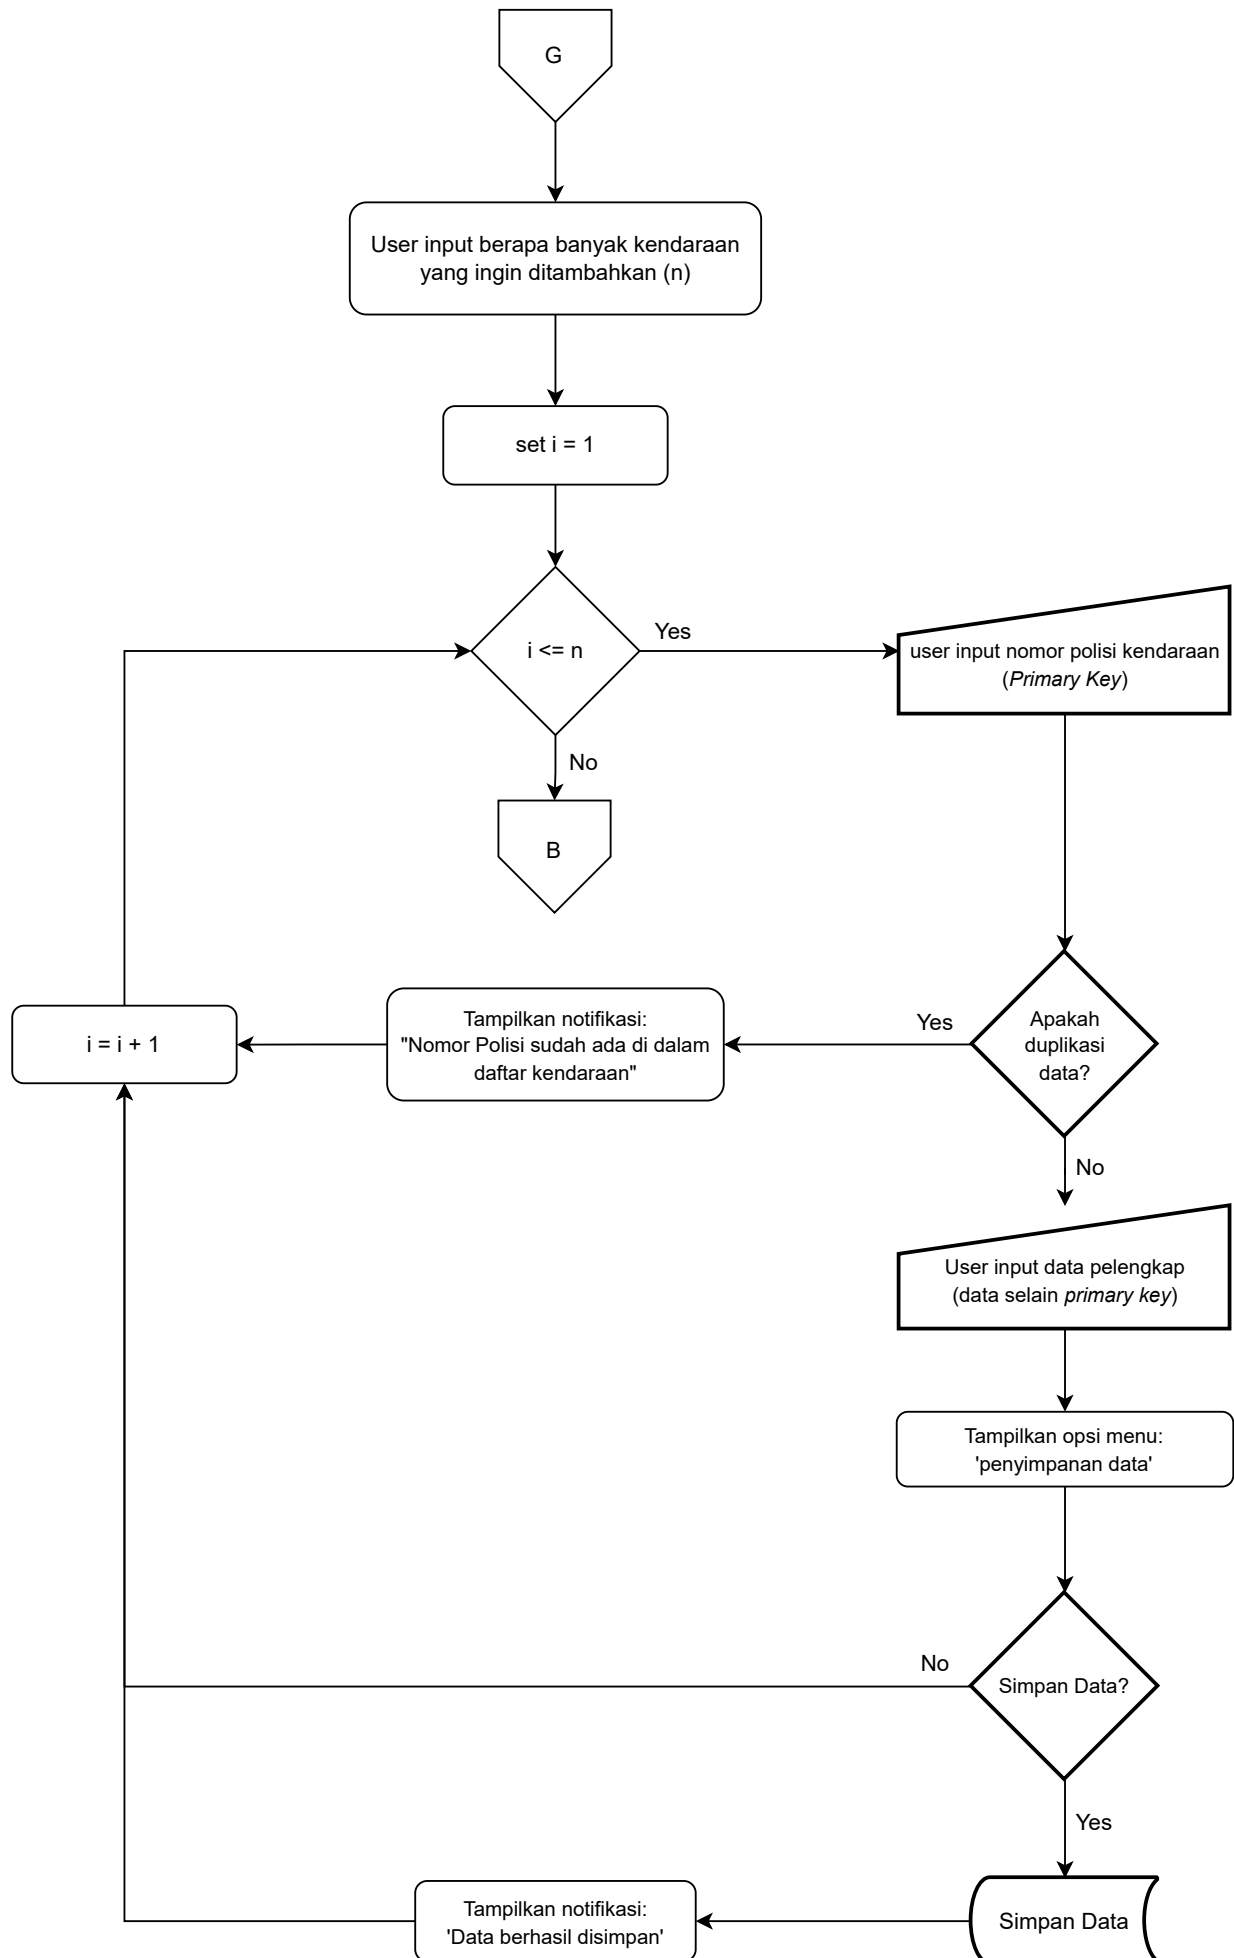 G
User input berapa banyak kendaraan
yang ingin ditambahkan (n)
set i = 1
i <= n
Yes
user input nomor polisi kendaraan
(Primary Key)
No
B
i = i + 1
Tampilkan notifikasi:
"Nomor Polisi sudah ada di dalam
daftar kendaraan"
Yes
Apakah
duplikasi
data?
No
User input data pelengkap
(data selain primary key)
Tampilkan opsi menu:
'penyimpanan data'
No
Simpan Data?
Yes
Tampilkan notifikasi:
'Data berhasil disimpan'
Simpan Data